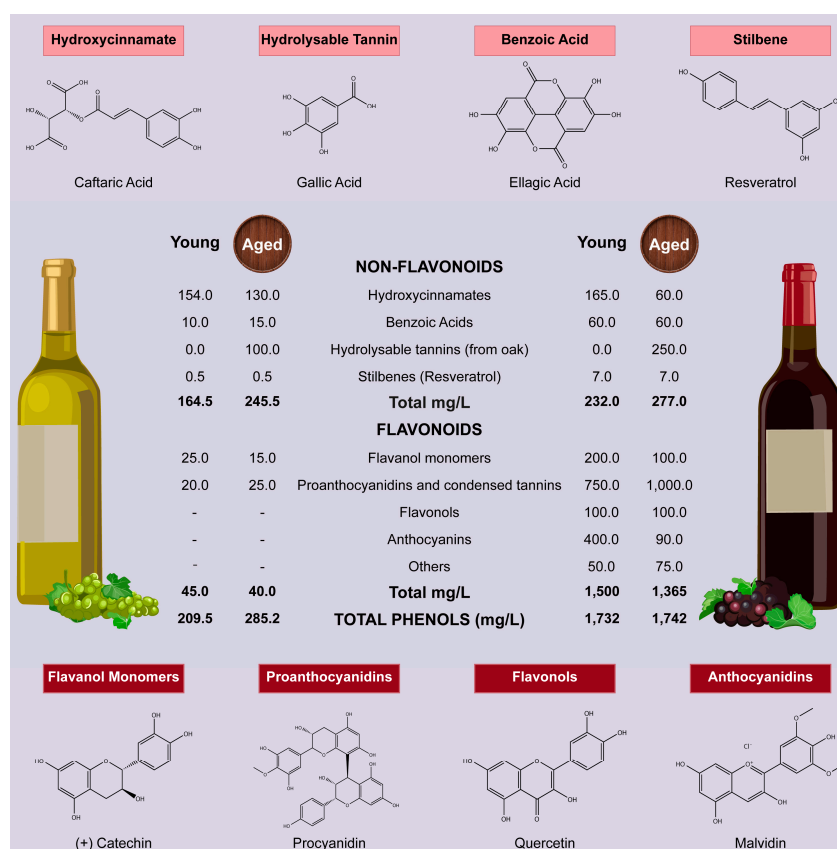 Hydroxycinnamate Hydrolysable Tannin Benzoic Acid Stilbene
Caftaric Acid Gallic Acid Ellagic Acid Resveratrol
Young Aged Young Aged
NON-FLAVONOIDS
154.0 130.0 Hydroxycinnamates 165.0 60.0
10.0 15.0 Benzoic Acids 60.0 60.0
0.0 100.0 Hydrolysable tannins (from oak) 0.0 250.0
0.5 0.5 Stilbenes (Resveratrol) 7.0 7.0
164.5 245.5 Total mg/L 232.0 277.0
FLAVONOIDS
25.0 15.0 Flavanol monomers 200.0 100.0
20.0 25.0 Proanthocyanidins and condensed tannins 750.0 1,000.0
- - Flavonols 100.0 100.0
- - Anthocyanins 400.0 90.0
- - Others 50.0 75.0
45.0 40.0 Total mg/L 1,500 1,365
209.5 285.2 TOTAL PHENOLS (mg/L) 1,732 1,742
Flavanol Monomers Proanthocyanidins Flavonols Anthocyanidins
(+) Catechin Procyanidin Quercetin Malvidin